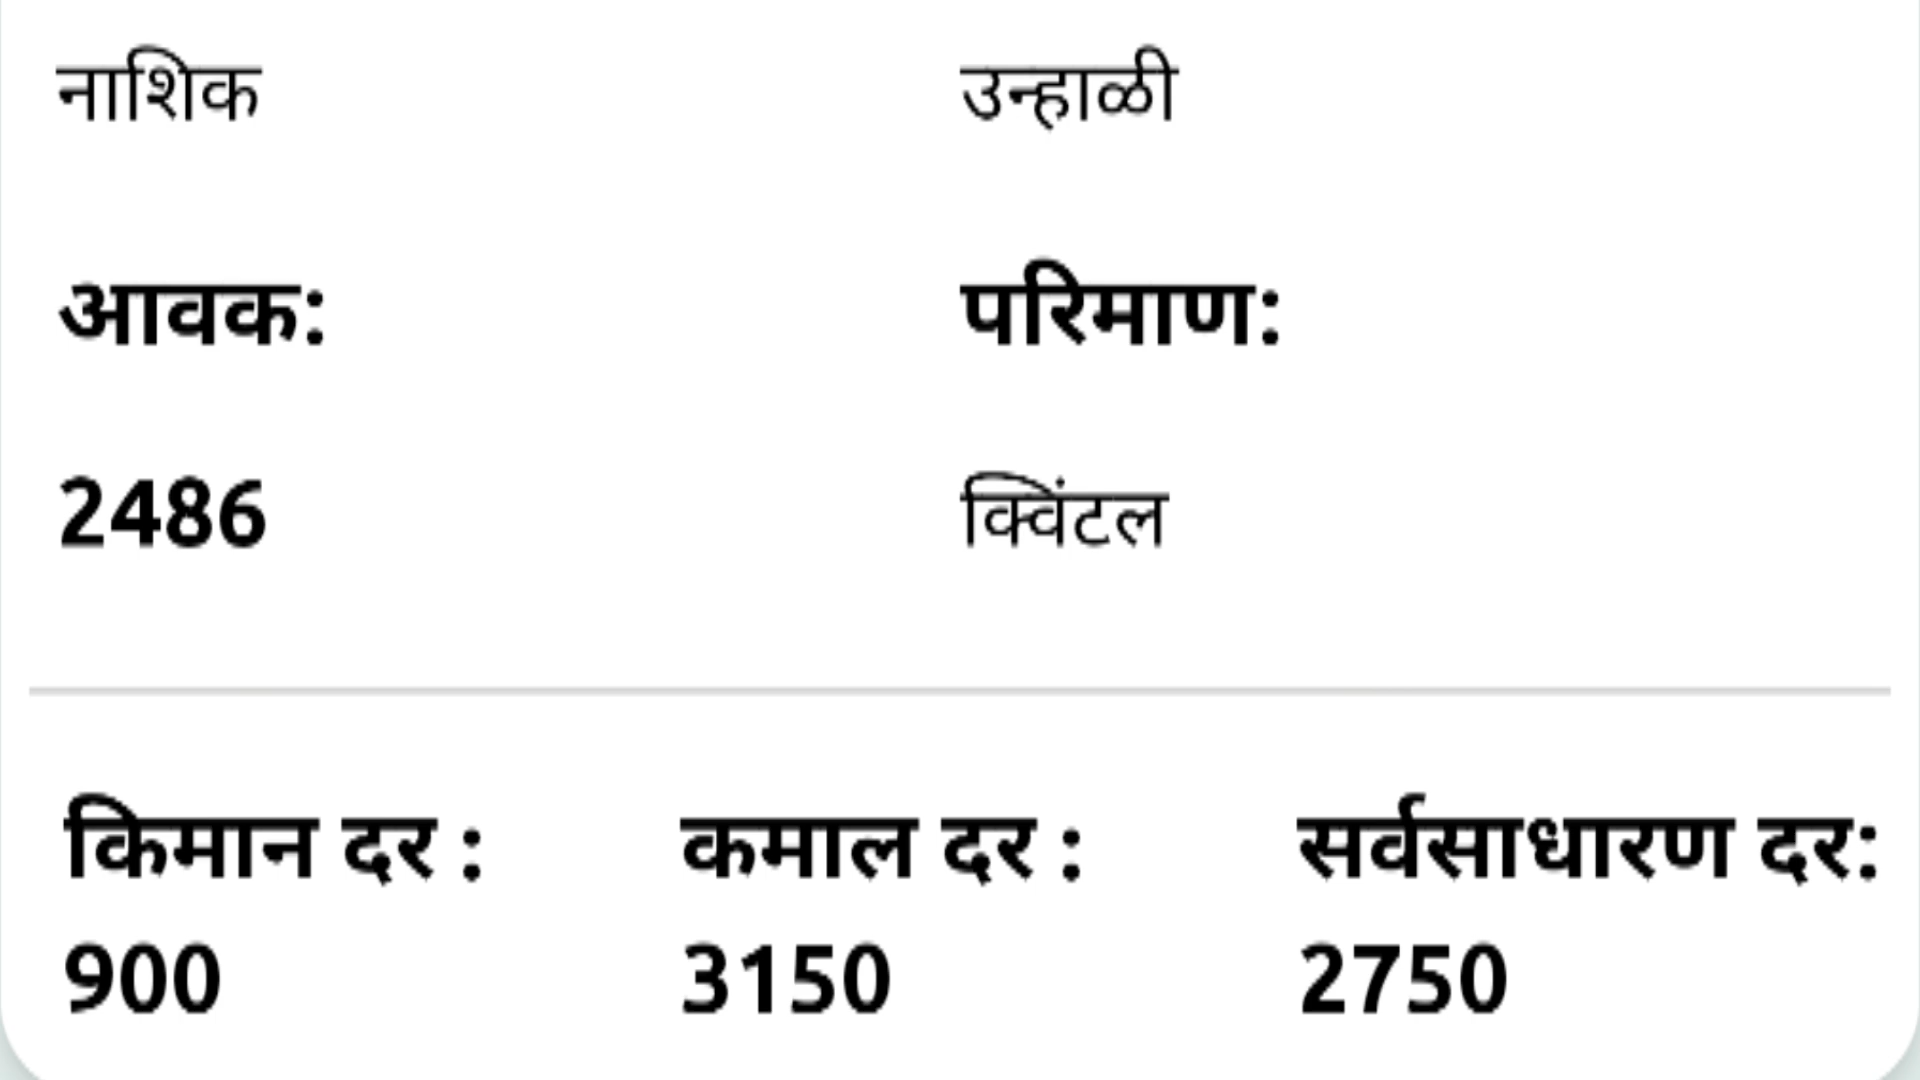 नाशिक उन्हाळी
आवक: परिमाण:
2486 क्विंटल
किमान दर : कमाल दर : सर्वसाधारण दर:
900 3150 2750